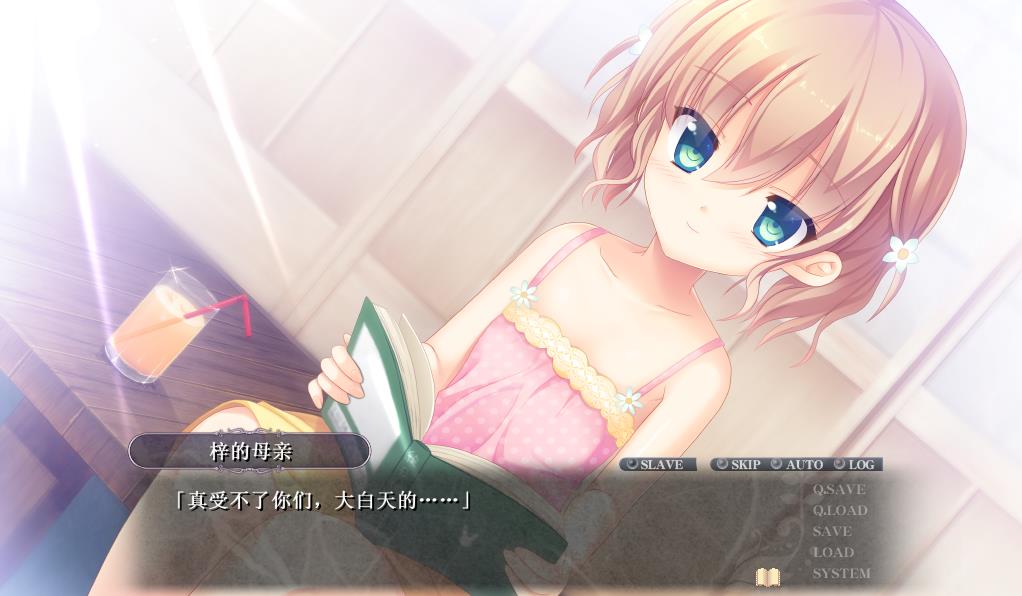 梓的母亲
SLAVE SKIP AUTO LOG
「真受不了你们，大白天的……」
Q.SAVE
Q.LOAD
SAVE
LOAD
SYSTEM